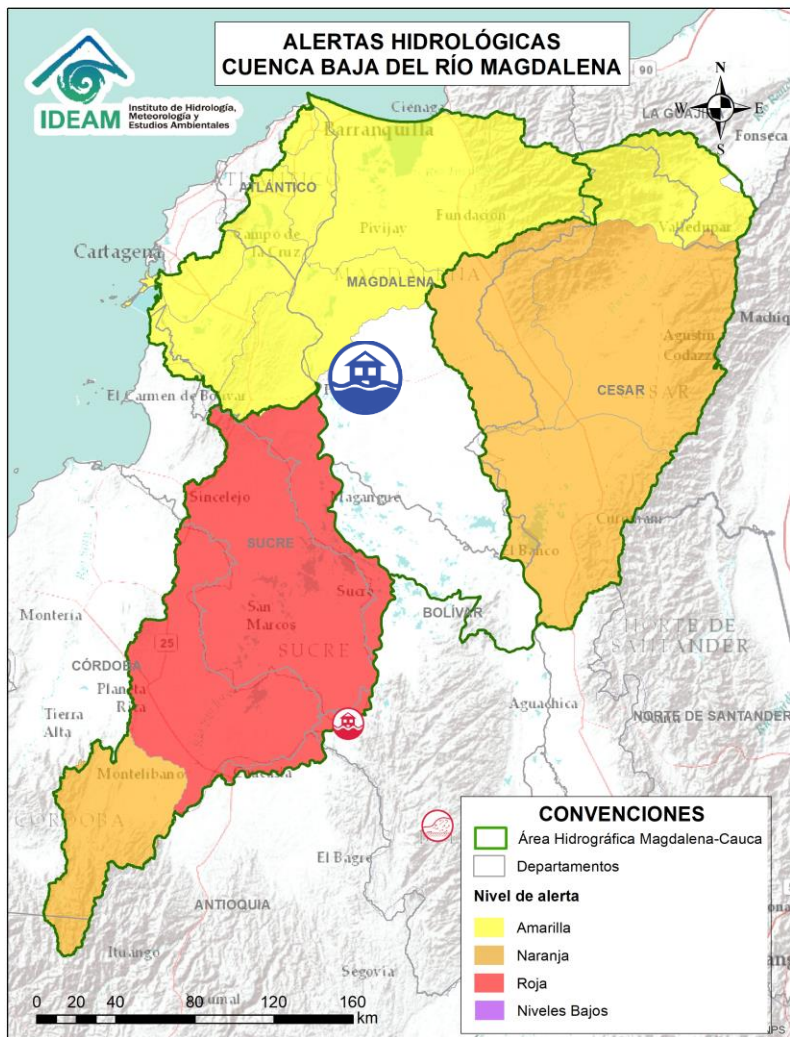 ALERTAS HIDROLÓGICAS
CUENCA BAJA DEL RÍO MAGDALENA
IDEAM
Instituto de Hidrología,
Meteorología y
Estudios Ambientales
N
W
E
S
90
Ciénaga
LA GUAJIRA
Fonseca
Barranquilla
ATLÁNTICO
Pivijay
Fundación
Valledupar
Campo de
la Cruz
Cartagena
MAGDALENA
Machiq
Agustín
Codazzi
CESAR
El Carmen de Bolívar
Sincelejo
Magangué
SUCRE
El Banco
Sucre
BOLÍVAR
San
Marcos
SUCRE
Montería
NORTE DE
SANTANDER
CÓRDOBA
25
Planeta
Rica
Tierra
Alta
Aguachica
NORTE DE SANTANDER
Montelíbano
CÓRDOBA
El Bagre
ANTIOQUIA
Ituango
Segovia
CONVENCIONES
Área Hidrográfica Magdalena-Cauca
Departamentos
Nivel de alerta
Amarilla
Naranja
Roja
Niveles Bajos
0 20 40 80 120 160
km